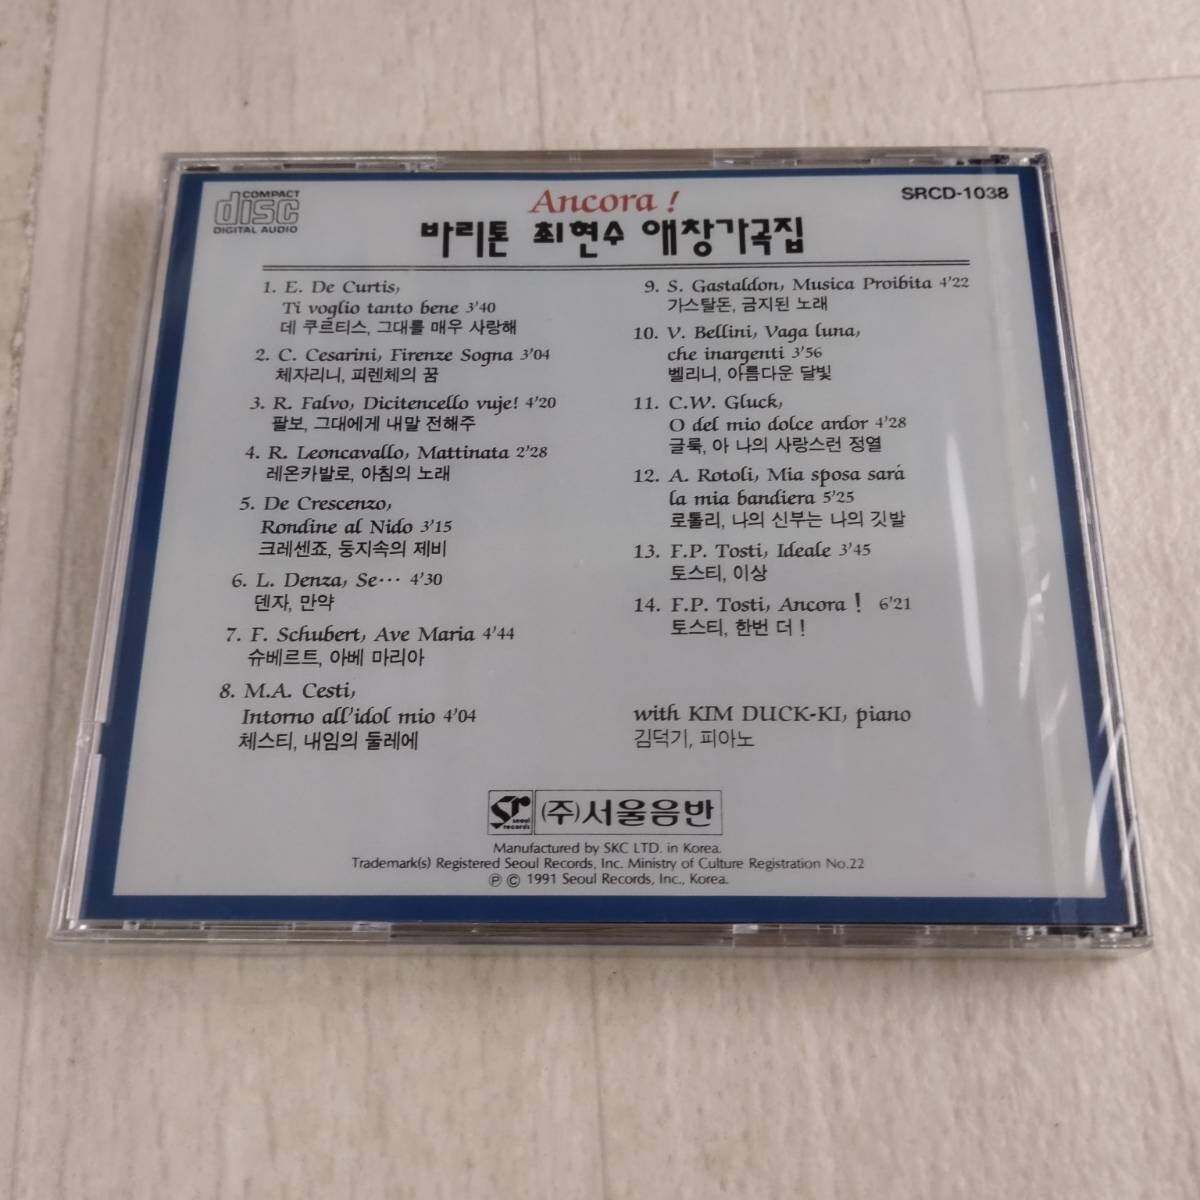 COMPACT
disc
DIGITAL AUDIO
Ancora !
SRCD-1038
바리톤 최현수 애창가곡집
1. E. De Curtis,
Ti voglio tanto bene 3'40
데 쿠르티스, 그대를 매우 사랑해
2. C. Cesarini, Firenze Sogna 3'04
체자리니, 피렌체의 꿈
3. R. Falvo, Dicitencello vuje! 4'20
팔보, 그대에게 내말 전해주
4. R. Leoncavallo, Mattinata 2'28
레온카발로, 아침의 노래
5. De Crescenzo,
Rondine al Nido 3'15
크레센죠, 둥지속의 제비
6. L. Denza, Se··· 4'30
덴자, 만약
7. F. Schubert, Ave Maria 4'44
슈베르트, 아베 마리아
8. M.A. Cesti,
Intorno all'idol mio 4'04
체스티, 내임의 둘레에
9. S. Gastaldon, Musica Proibita 4'22
가스탈돈, 금지된 노래
10. V. Bellini, Vaga luna,
che inargenti 3'56
벨리니, 아름다운 달빛
11. C.W. Gluck,
O del mio dolce ardor 4'28
글룩, 아 나의 사랑스런 정열
12. A. Rotoli, Mia sposa sará
la mia bandiera 5'25
로톨리, 나의 신부는 나의 깃발
13. F.P. Tosti, Ideale 3'45
토스티, 이상
14. F.P. Tosti, Ancora ! 6'21
토스티, 한번 더 !
with KIM DUCK-KI, piano
김덕기, 피아노
Sr seoul records
(주)서울음반
Manufactured by SKC LTD. in Korea.
Trademark(s) Registered Seoul Records, Inc. Ministry of Culture Registration No.22
Ⓟ © 1991 Seoul Records, Inc., Korea.